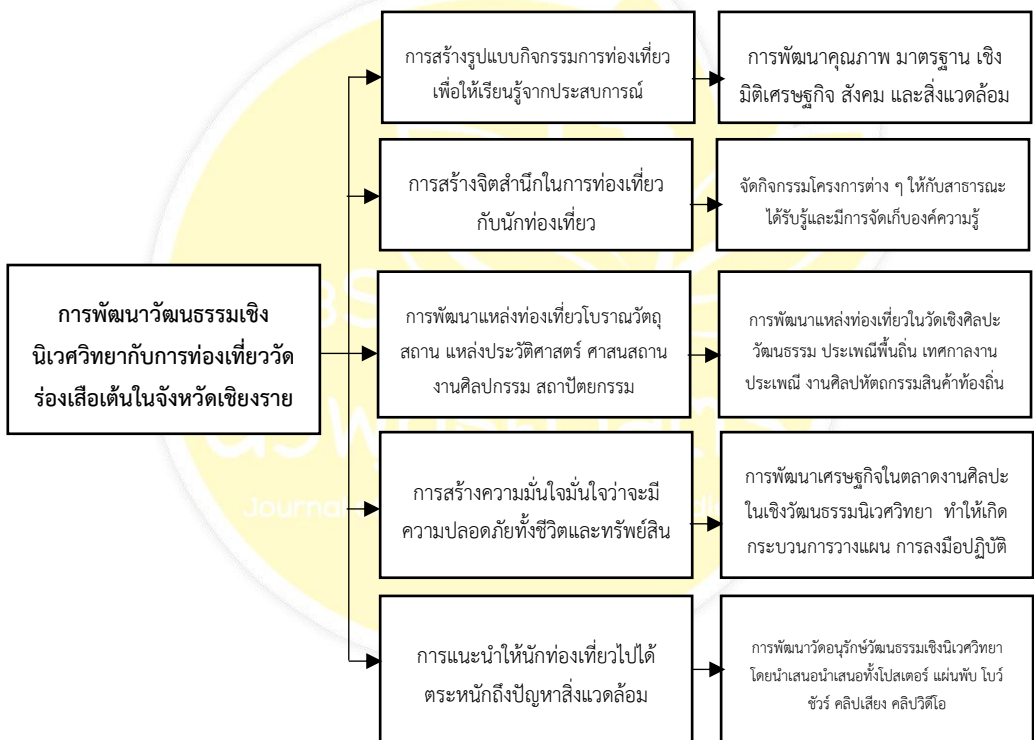 การสร้างรูปแบบกิจกรรมการท่องเที่ยว
เพื่อให้เรียนรู้จากประสบการณ์
การพัฒนาคุณภาพ มาตรฐาน เชิง
มิติเศรษฐกิจ สังคม และสิ่งแวดล้อม
การสร้างจิตสำนึกในการท่องเที่ยว
กับนักท่องเที่ยว
จัดกิจกรรมโครงการต่าง ๆ ให้กับสาธารณะ
ได้รับรู้และมีการจัดเก็บองค์ความรู้
การพัฒนาวัฒนธรรมเชิง
นิเวศวิทยากับการท่องเที่ยววัด
ร่องเสือเต้นในจังหวัดเชียงราย
การพัฒนาแหล่งท่องเที่ยวโบราณวัตถุ
สถาน แหล่งประวัติศาสตร์ ศาสนสถาน
งานศิลปกรรม สถาปัตยกรรม
การพัฒนาแหล่งท่องเที่ยวในวัดเชิงศิลปะ
วัฒนธรรม ประเพณีพื้นถิ่น เทศกาลงาน
ประเพณี งานศิลปหัตถกรรมสินค้าท้องถิ่น
การสร้างความมั่นใจมั่นใจว่าจะมี
ความปลอดภัยทั้งชีวิตและทรัพย์สิน
การพัฒนาเศรษฐกิจในตลาดงานศิลปะ
ในเชิงวัฒนธรรมนิเวศวิทยา ทำให้เกิด
กระบวนการวางแผน การลงมือปฏิบัติ
การแนะนำให้นักท่องเที่ยวไปได้
ตระหนักถึงปัญหาสิ่งแวดล้อม
การพัฒนาวัดอนุรักษ์วัฒนธรรมเชิงนิเวศวิทยา
โดยนำเสนอนำเสนอทั้งโปสเตอร์ แผ่นพับ โบว์
ชัวร์ คลิปเสียง คลิปวิดีโอ
Journal